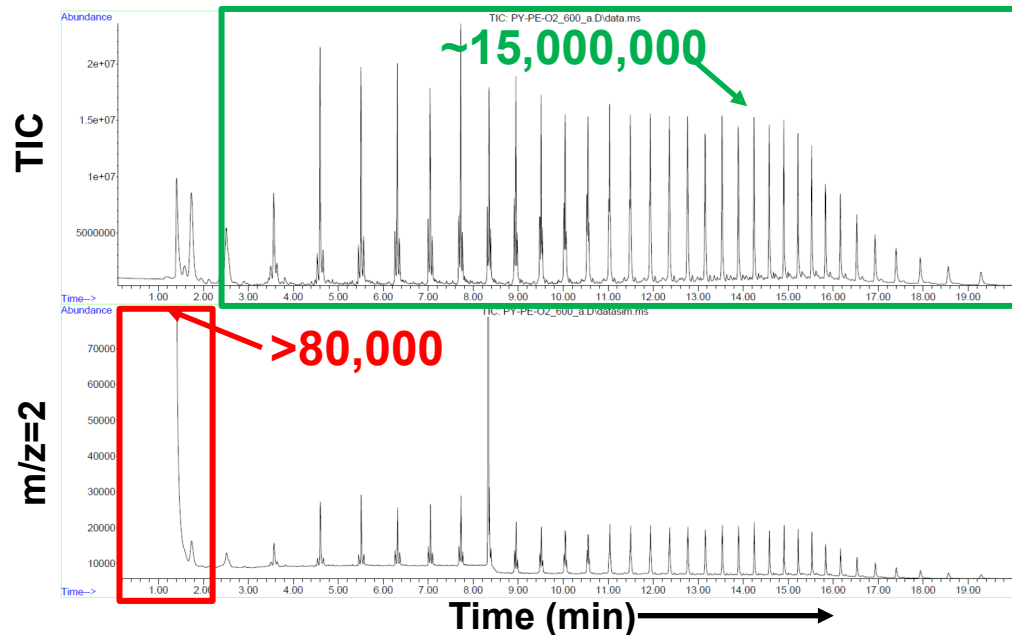 Abundance
TIC: PY-PE-O2_600_a.D\data.ms
~15,000,000
2e+07
1.5e+07
1e+07
5000000
TIC
Time-->
1.00 2.00 3.00 4.00 5.00 6.00 7.00 8.00 9.00 10.00 11.00 12.00 13.00 14.00 15.00 16.00 17.00 18.00 19.00
Abundance
TIC: PY-PE-O2_600_a.D\datasim.ms
>80,000
70000
60000
50000
40000
30000
20000
10000
m/z=2
Time-->
1.00 2.00 3.00 4.00 5.00 6.00 7.00 8.00 9.00 10.00 11.00 12.00 13.00 14.00 15.00 16.00 17.00 18.00 19.00
Time (min)